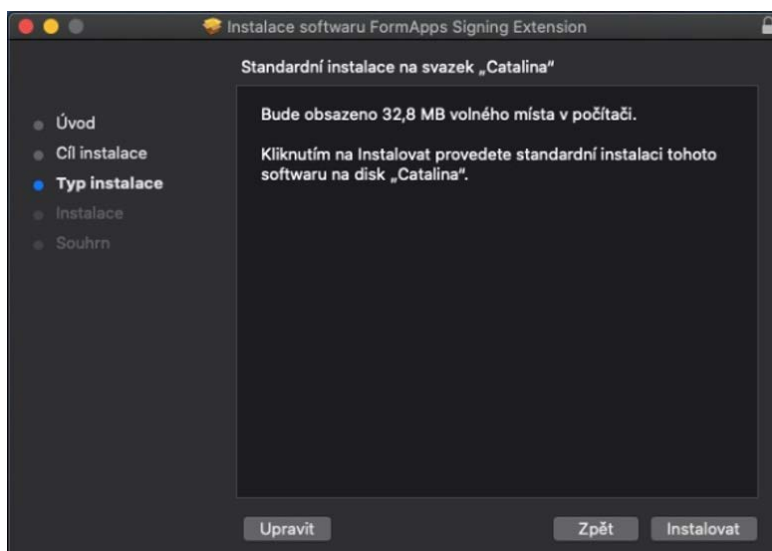 Instalace softwaru FormApps Signing Extension
Standardní instalace na svazek „Catalina“
Úvod
Cíl instalace
Typ instalace
Instalace
Souhrn
Bude obsazeno 32,8 MB volného místa v počítači.
Kliknutím na Instalovat provedete standardní instalaci tohoto
softwaru na disk „Catalina“.
Upravit
Zpět
Instalovat